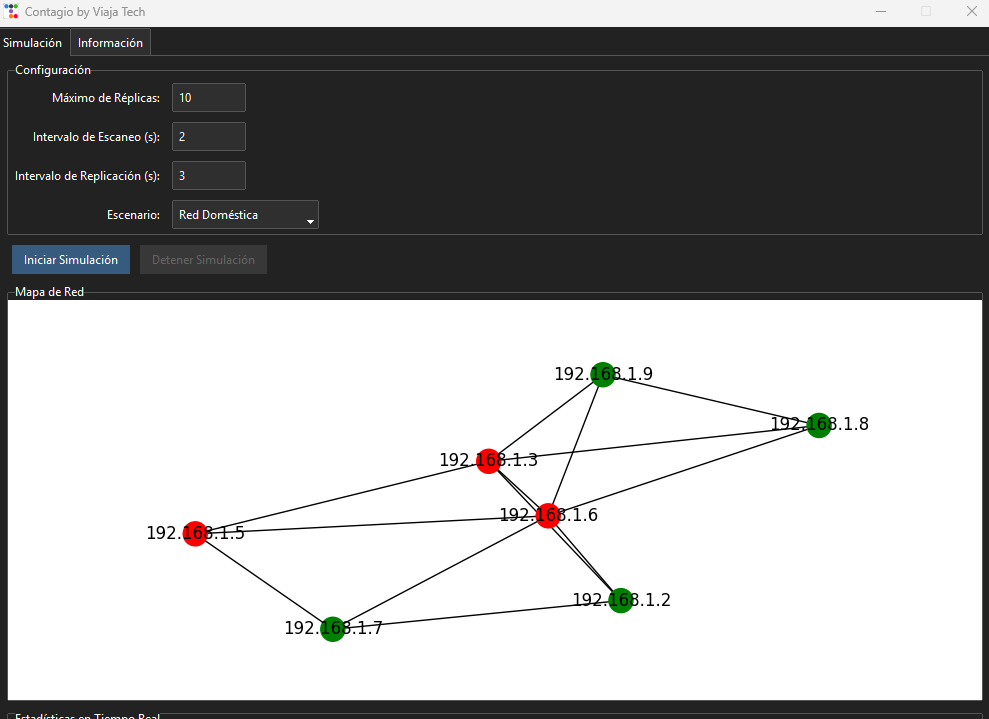 Contagio by Viaja Tech
Simulación Información
Configuración
Máximo de Réplicas: 10
Intervalo de Escaneo (s): 2
Intervalo de Replicación (s): 3
Escenario: Red Doméstica
Iniciar Simulación Detener Simulación
Mapa de Red
192.168.1.9
192.168.1.8
192.168.1.3
192.168.1.6
192.168.1.5
192.168.1.2
192.168.1.7
Estadísticas en Tiempo Real